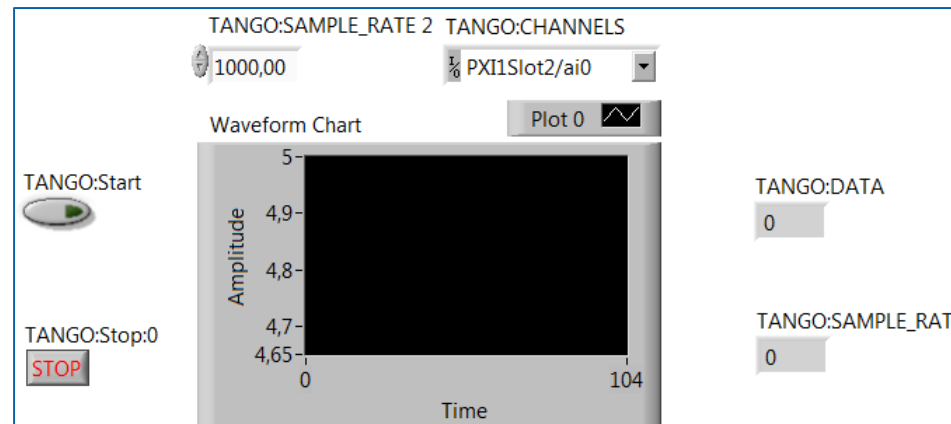 TANGO:SAMPLE_RATE 2 TANGO:CHANNELS
1000,00 I/0 PXI1Slot2/ai0
Waveform Chart Plot 0
TANGO:Start
TANGO:Stop:0
STOP
Amplitude
5
4,9
4,8
4,7
4,65
0 104
Time
TANGO:DATA
0
TANGO:SAMPLE_RAT
0